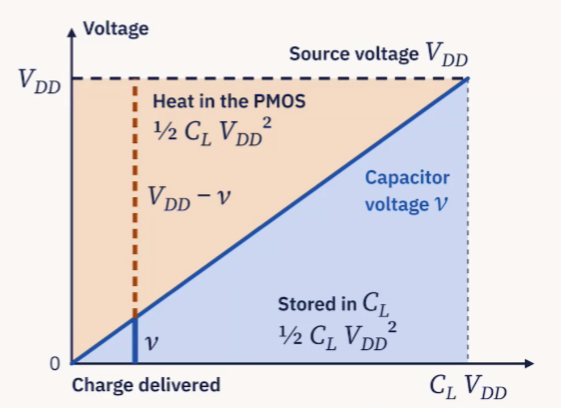 Voltage
Source voltage V_DD
V_DD
Heat in the PMOS
½ C_L V_DD²
V_DD − v
Capacitor
voltage v
Stored in C_L
½ C_L V_DD²
v
0
Charge delivered
C_L V_DD